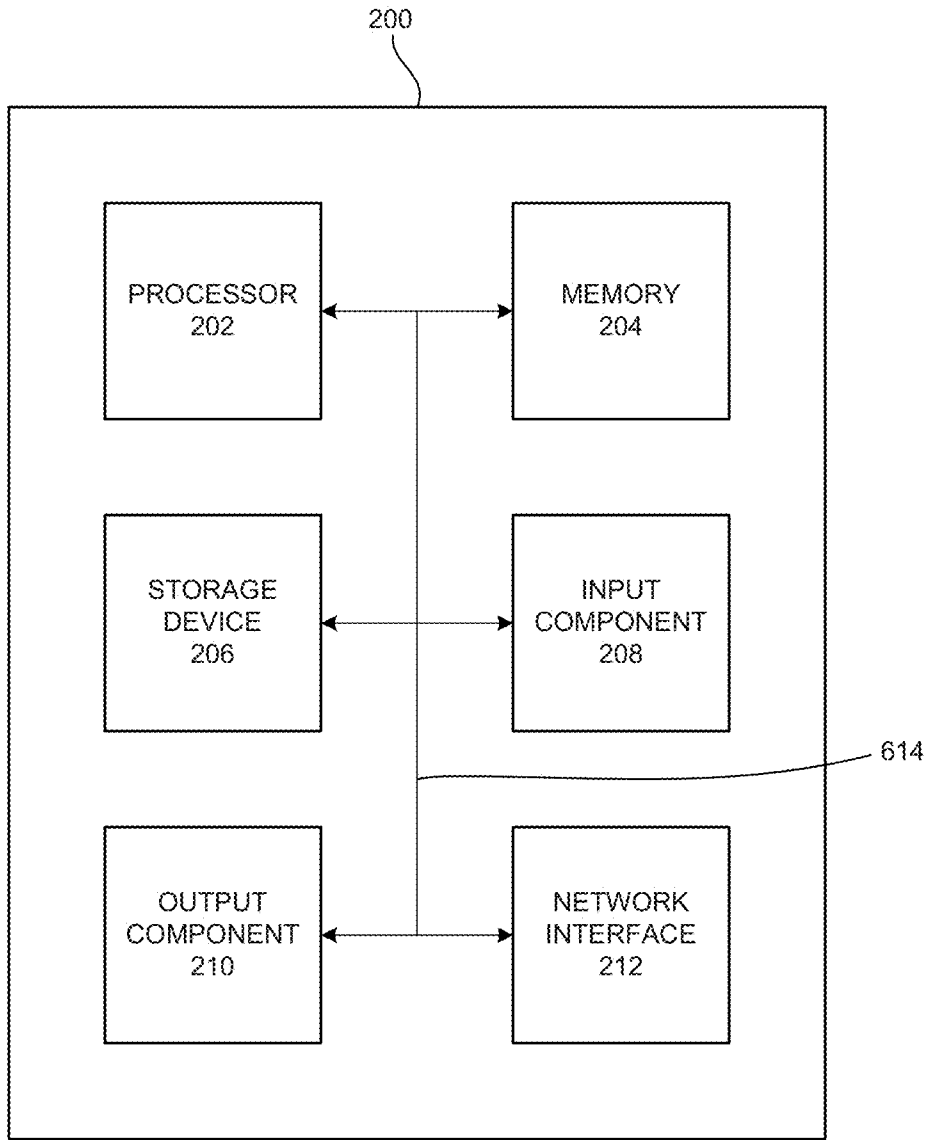 200
PROCESSOR
202
MEMORY
204
STORAGE
DEVICE
206
INPUT
COMPONENT
208
614
OUTPUT
COMPONENT
210
NETWORK
INTERFACE
212